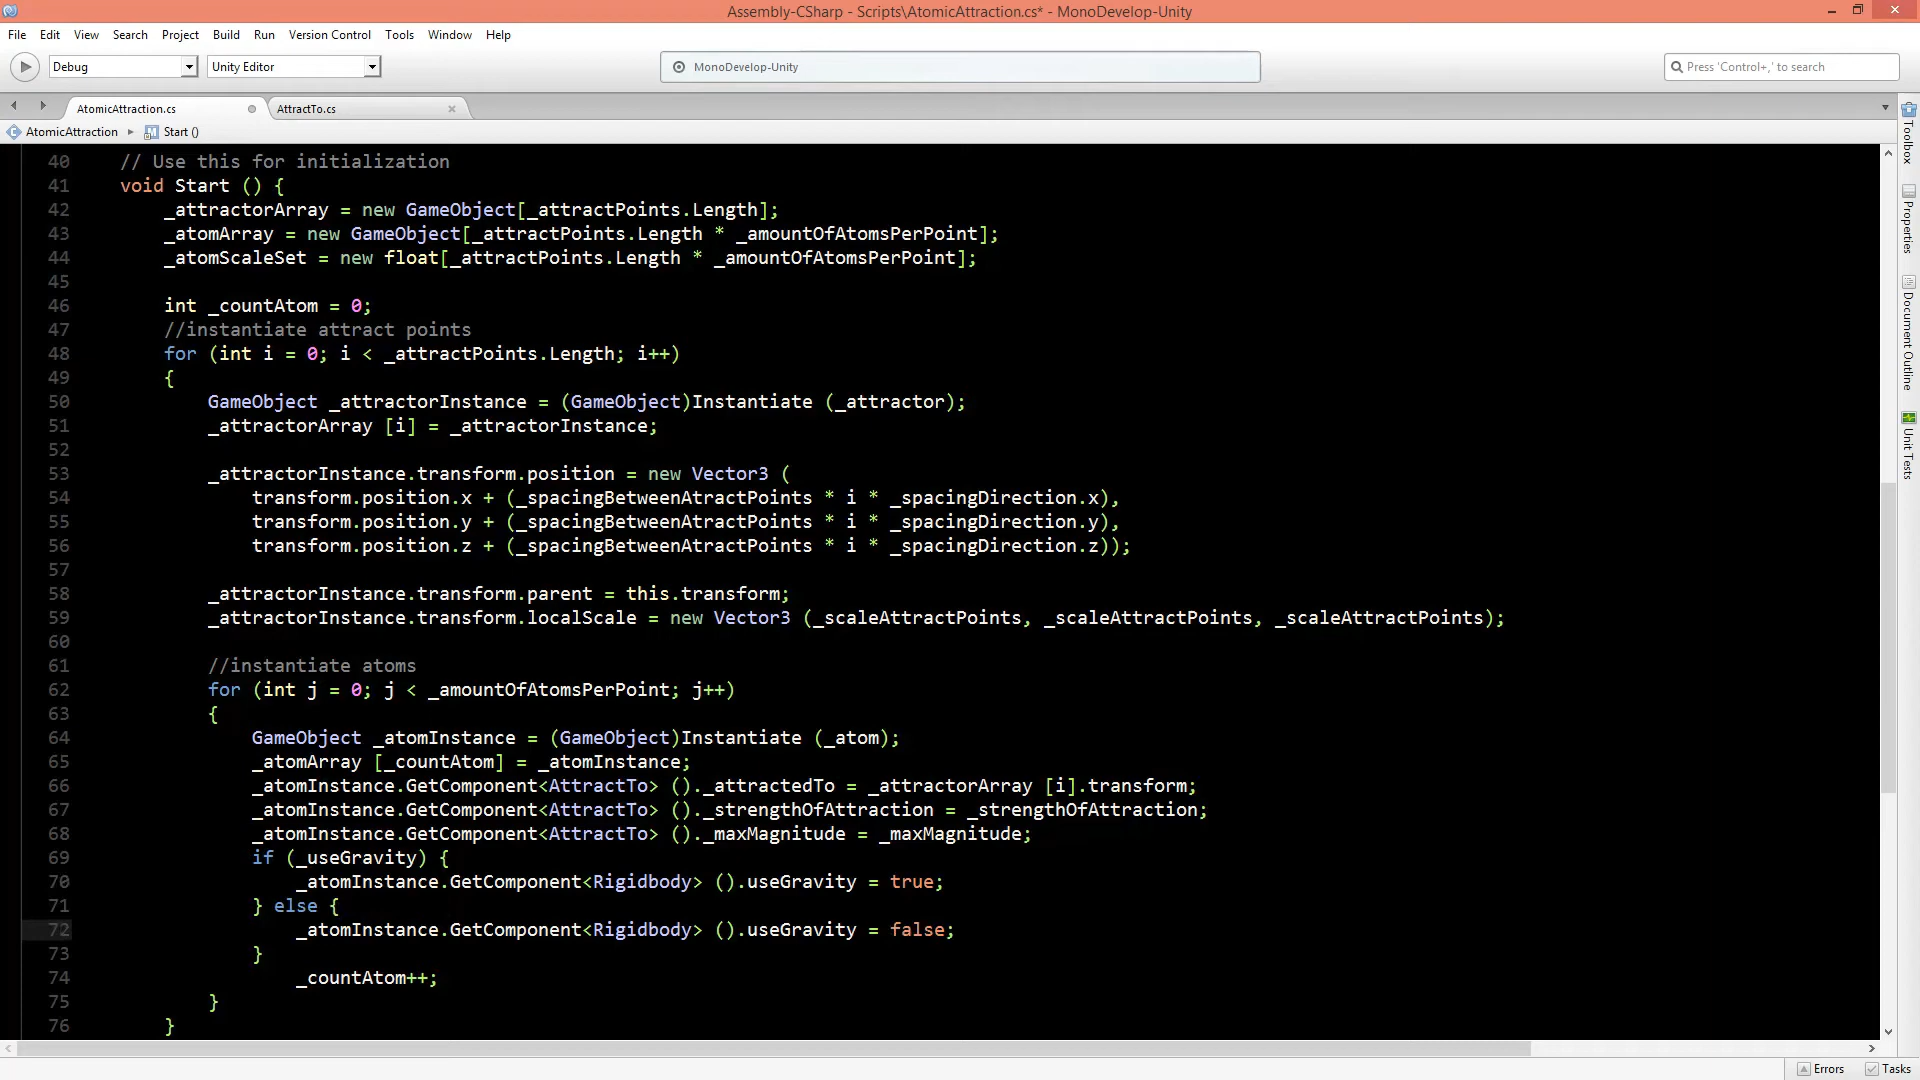 Assembly-CSharp - Scripts\AtomicAttraction.cs* - MonoDevelop-Unity
File Edit View Search Project Build Run Version Control Tools Window Help
Debug Unity Editor MonoDevelop-Unity Press 'Control+,' to search
AtomicAttraction.cs AttractTo.cs
AtomicAttraction Start ()
40 // Use this for initialization
41 void Start () {
42 _attractorArray = new GameObject[_attractPoints.Length];
43 _atomArray = new GameObject[_attractPoints.Length * _amountOfAtomsPerPoint];
44 _atomScaleSet = new float[_attractPoints.Length * _amountOfAtomsPerPoint];
45
46 int _countAtom = 0;
47 //instantiate attract points
48 for (int i = 0; i < _attractPoints.Length; i++)
49 {
50 GameObject _attractorInstance = (GameObject)Instantiate (_attractor);
51 _attractorArray [i] = _attractorInstance;
52
53 _attractorInstance.transform.position = new Vector3 (
54 transform.position.x + (_spacingBetweenAtractPoints * i * _spacingDirection.x),
55 transform.position.y + (_spacingBetweenAtractPoints * i * _spacingDirection.y),
56 transform.position.z + (_spacingBetweenAtractPoints * i * _spacingDirection.z));
57
58 _attractorInstance.transform.parent = this.transform;
59 _attractorInstance.transform.localScale = new Vector3 (_scaleAttractPoints, _scaleAttractPoints, _scaleAttractPoints);
60
61 //instantiate atoms
62 for (int j = 0; j < _amountOfAtomsPerPoint; j++)
63 {
64 GameObject _atomInstance = (GameObject)Instantiate (_atom);
65 _atomArray [_countAtom] = _atomInstance;
66 _atomInstance.GetComponent<AttractTo> ()._attractedTo = _attractorArray [i].transform;
67 _atomInstance.GetComponent<AttractTo> ()._strengthOfAttraction = _strengthOfAttraction;
68 _atomInstance.GetComponent<AttractTo> ()._maxMagnitude = _maxMagnitude;
69 if (_useGravity) {
70 _atomInstance.GetComponent<Rigidbody> ().useGravity = true;
71 } else {
72 _atomInstance.GetComponent<Rigidbody> ().useGravity = false;
73 }
74 _countAtom++;
75 }
76 }
Toolbox
Properties
Document Outline
Unit Tests
Errors Tasks